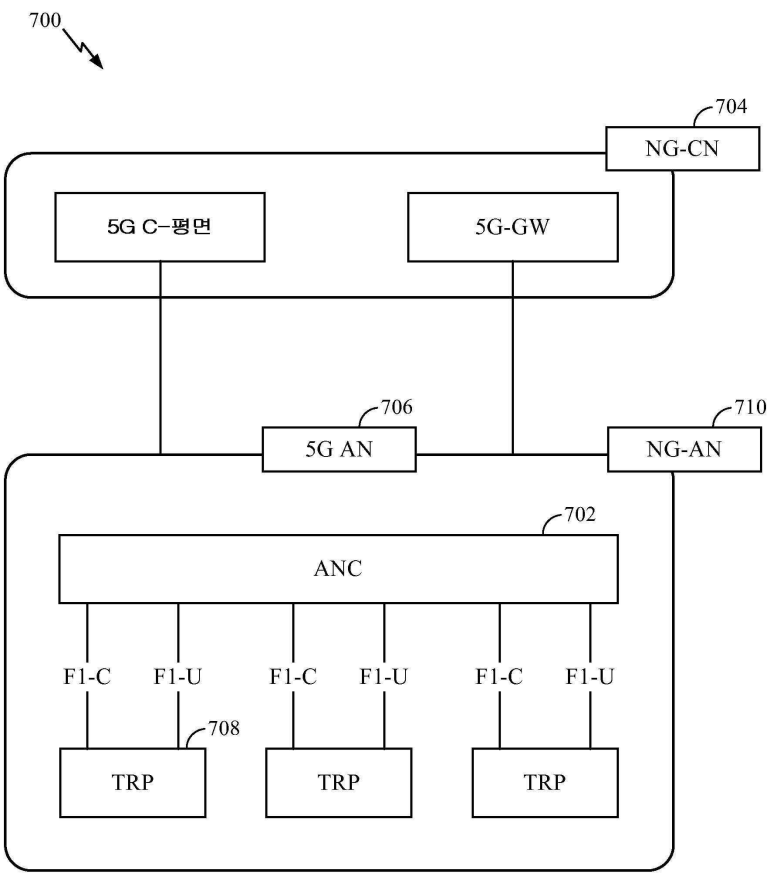 700
704
NG-CN
5G C-평면
5G-GW
706
710
5G AN
NG-AN
702
ANC
F1-C
F1-U
F1-C
F1-U
F1-C
F1-U
708
TRP
TRP
TRP